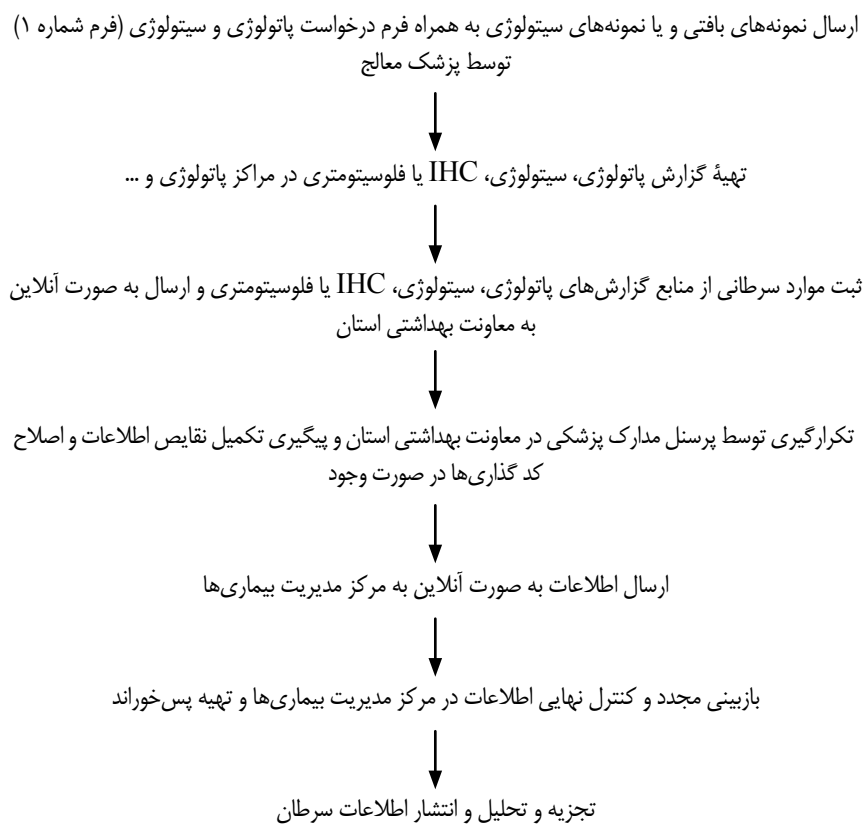 ارسال نمونه‌های بافتی و یا نمونه‌های سیتولوژی به همراه فرم درخواست پاتولوژی و سیتولوژی (فرم شماره ۱)
توسط پزشک معالج
تهیهٔ گزارش پاتولوژی، سیتولوژی، IHC یا فلوسیتومتری در مراکز پاتولوژی و ...
ثبت موارد سرطانی از منابع گزارش‌های پاتولوژی، سیتولوژی، IHC یا فلوسیتومتری و ارسال به صورت آنلاین
به معاونت بهداشتی استان
تکرارگیری توسط پرسنل مدارک پزشکی در معاونت بهداشتی استان و پیگیری تکمیل نقایص اطلاعات و اصلاح
کد گذاری‌ها در صورت وجود
ارسال اطلاعات به صورت آنلاین به مرکز مدیریت بیماری‌ها
بازبینی مجدد و کنترل نهایی اطلاعات در مرکز مدیریت بیماری‌ها و تهیه پس‌خوراند
تجزیه و تحلیل و انتشار اطلاعات سرطان